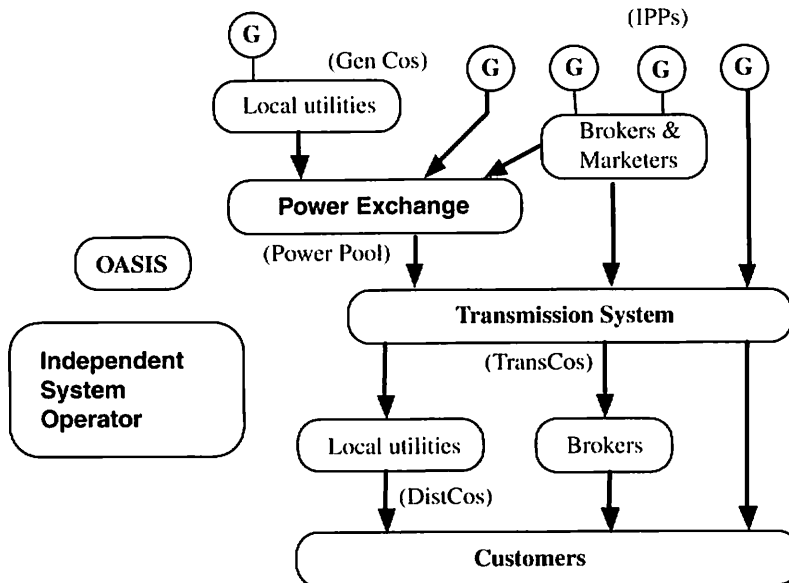 (IPPs)
G
(Gen Cos)
G
G
G
G
Local utilities
Brokers &
Marketers
Power Exchange
(Power Pool)
OASIS
Transmission System
Independent
System
Operator
(TransCos)
Local utilities
Brokers
(DistCos)
Customers